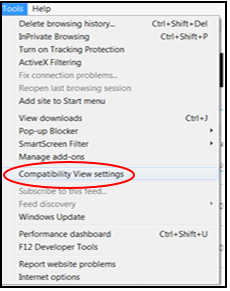 Tools Help
Delete browsing history... Ctrl+Shift+Del
InPrivate Browsing Ctrl+Shift+P
Turn on Tracking Protection
ActiveX Filtering
Fix connection problems...
Reopen last browsing session
Add site to Start menu
View downloads Ctrl+J
Pop-up Blocker
SmartScreen Filter
Manage add-ons
Compatibility View settings
Subscribe to this feed...
Feed discovery
Windows Update
Performance dashboard Ctrl+Shift+U
F12 Developer Tools
Report website problems
Internet options